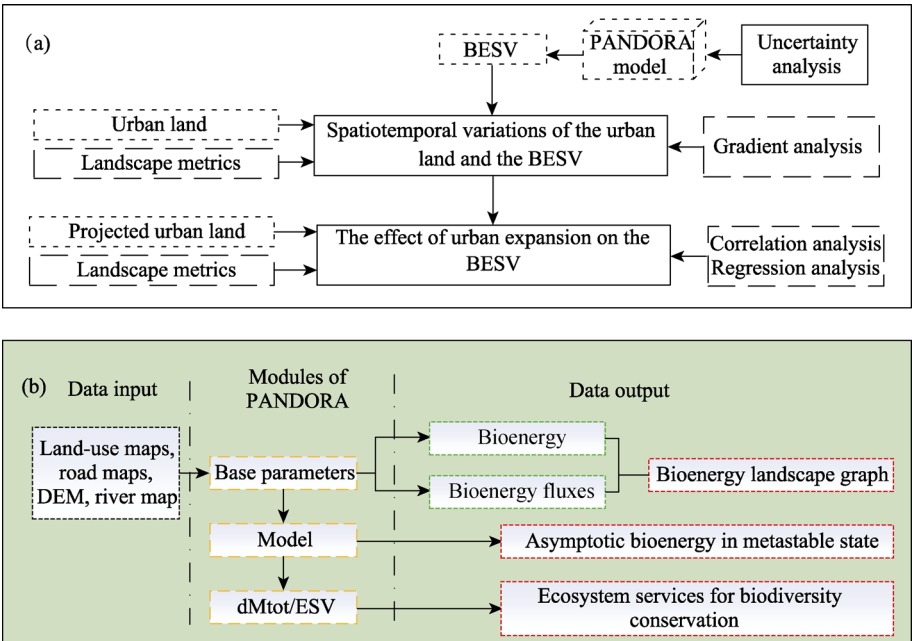 (a)
BESV
PANDORA
model
Uncertainty
analysis
Urban land
Landscape metrics
Spatiotemporal variations of the urban
land and the BESV
Gradient analysis
Projected urban land
Landscape metrics
The effect of urban expansion on the
BESV
Correlation analysis
Regression analysis
(b)
Data input
Modules of
PANDORA
Data output
Land-use maps,
road maps,
DEM, river map
Base parameters
Bioenergy
Bioenergy fluxes
Bioenergy landscape graph
Model
Asymptotic bioenergy in metastable state
dMtot/ESV
Ecosystem services for biodiversity
conservation